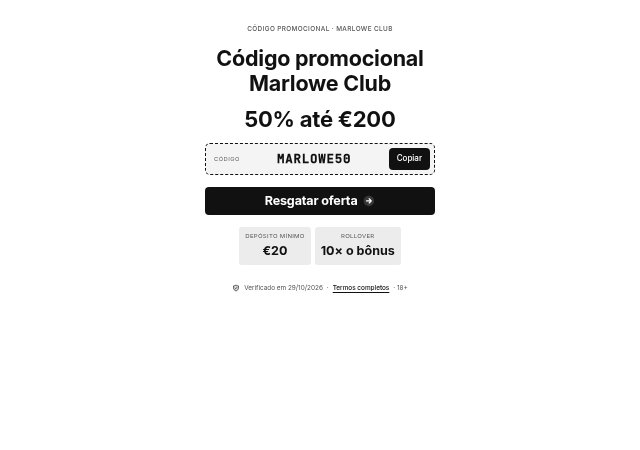 CÓDIGO PROMOCIONAL · MARLOWE CLUB
Código promocional
Marlowe Club
50% até €200
CÓDIGO MARLOWE50 Copiar
Resgatar oferta
DEPÓSITO MÍNIMO ROLLOVER
€20 10× o bônus
Verificado em 29/10/2026 · Termos completos · 18+